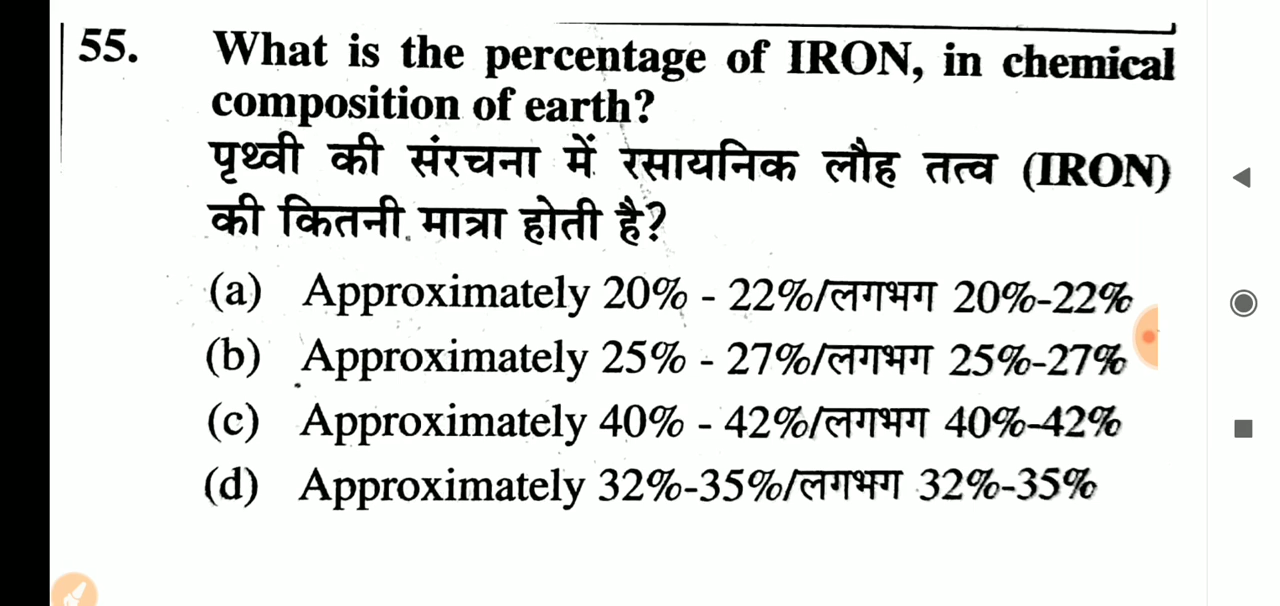 55. What is the percentage of IRON, in chemical
composition of earth?
पृथ्वी की संरचना में रसायनिक लौह तत्व (IRON)
की कितनी मात्रा होती है?
(a) Approximately 20% - 22%/लगभग 20%-22%
(b) Approximately 25% - 27%/लगभग 25%-27%
(c) Approximately 40% - 42%/लगभग 40%-42%
(d) Approximately 32%-35%/लगभग 32%-35%